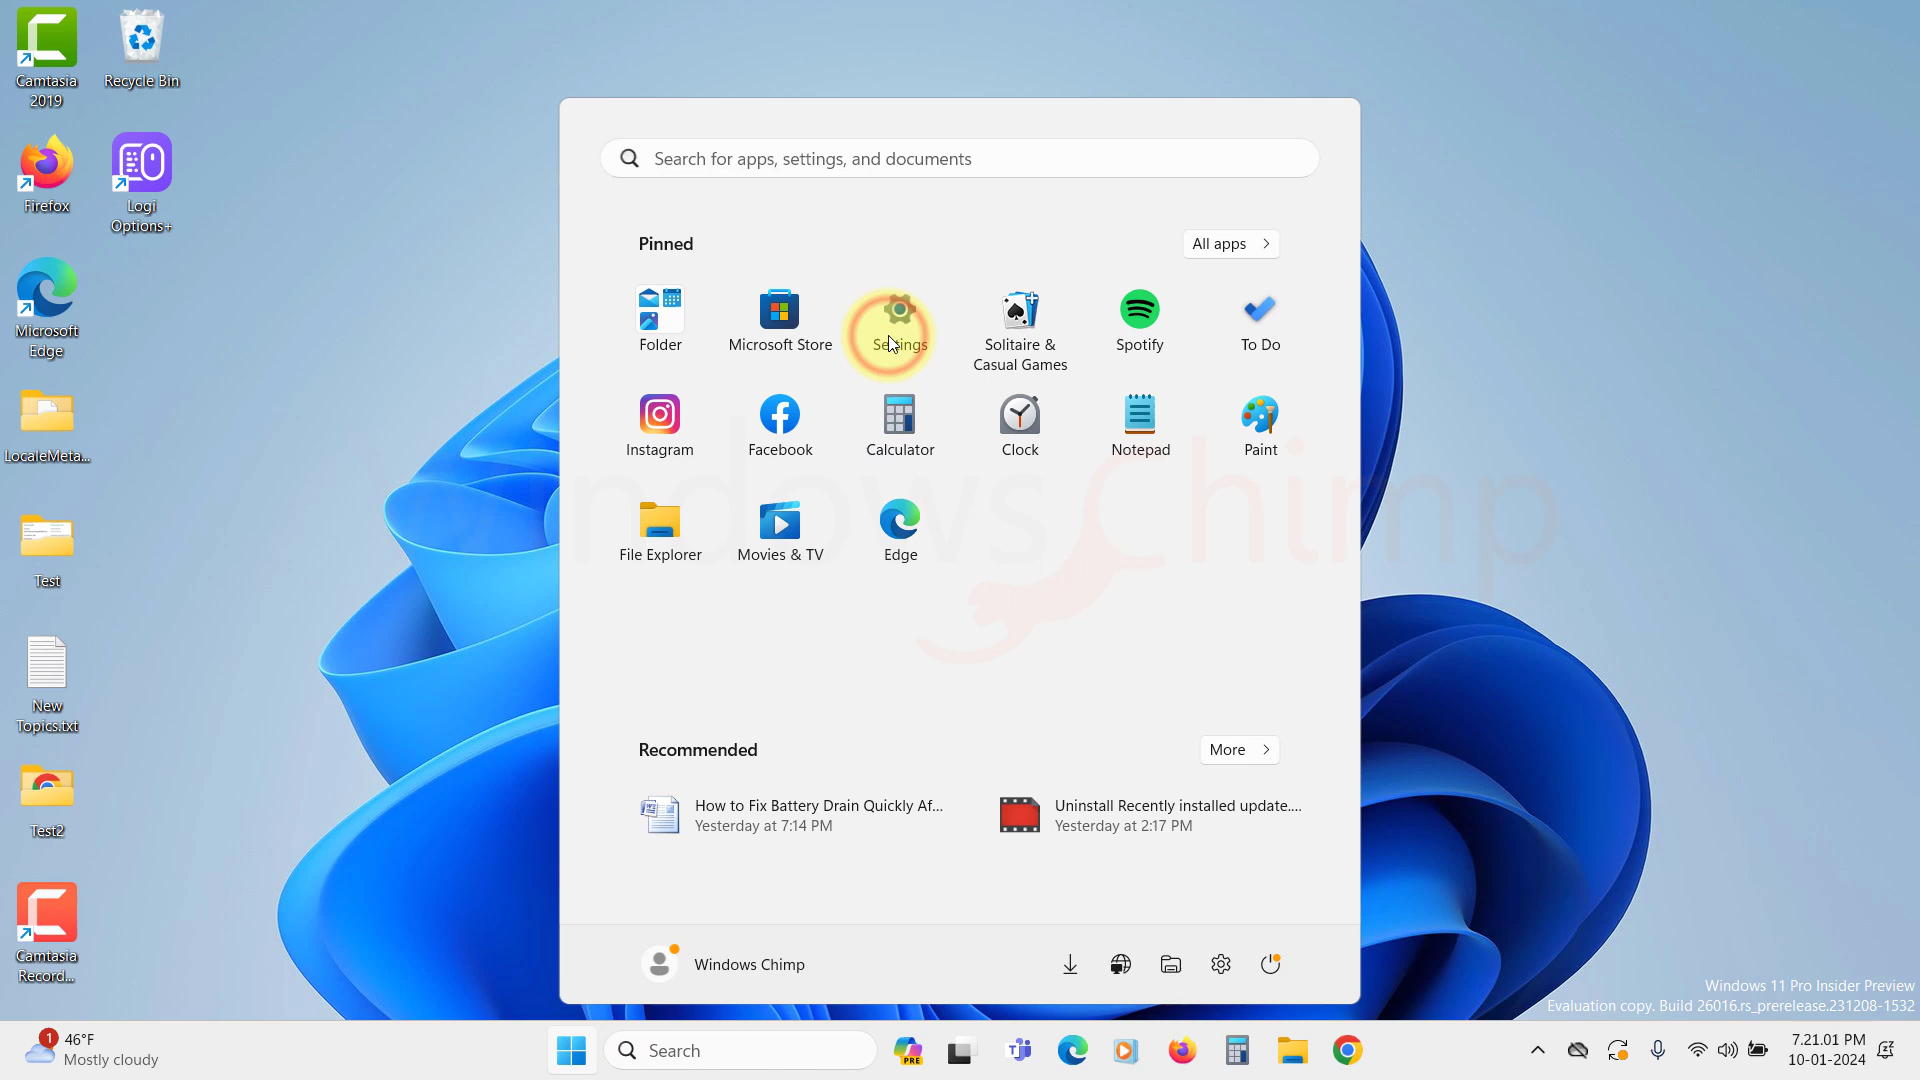 Camtasia
2019
Recycle Bin
Firefox
Logi
Options+
Microsoft
Edge
LocaleMeta...
Test
New
Topics.txt
Test2
Camtasia
Record...
Search for apps, settings, and documents
Pinned
All apps
Folder
Microsoft Store
Settings
Solitaire &
Casual Games
Spotify
To Do
Instagram
Facebook
Calculator
Clock
Notepad
Paint
File Explorer
Movies & TV
Edge
Windows Chimp
Recommended
More
How to Fix Battery Drain Quickly Af...
Yesterday at 7:14 PM
Uninstall Recently installed update....
Yesterday at 2:17 PM
Windows Chimp
Windows 11 Pro Insider Preview
Evaluation copy. Build 26016.rs_prerelease.231208-1532
1
46°F
Mostly cloudy
Search
PRE
7.21.01 PM
10-01-2024